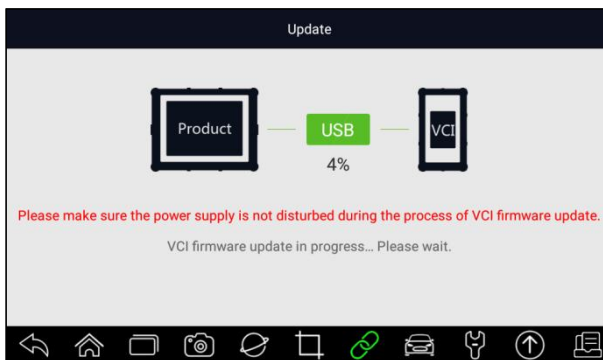 Update
Product
USB
VCI
4%
Please make sure the power supply is not disturbed during the process of VCI firmware update.
VCI firmware update in progress... Please wait.